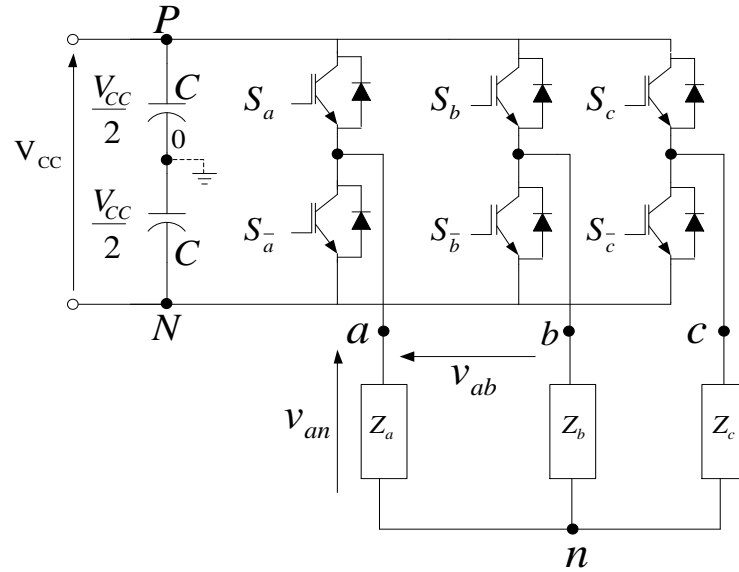 P
V_CC/2
C
S_a
S_b
S_c
V_CC
0
V_CC/2
C
S_a̅
S_b̅
S_c̅
N
a
b
c
v_ab
v_an
Z_a
Z_b
Z_c
n